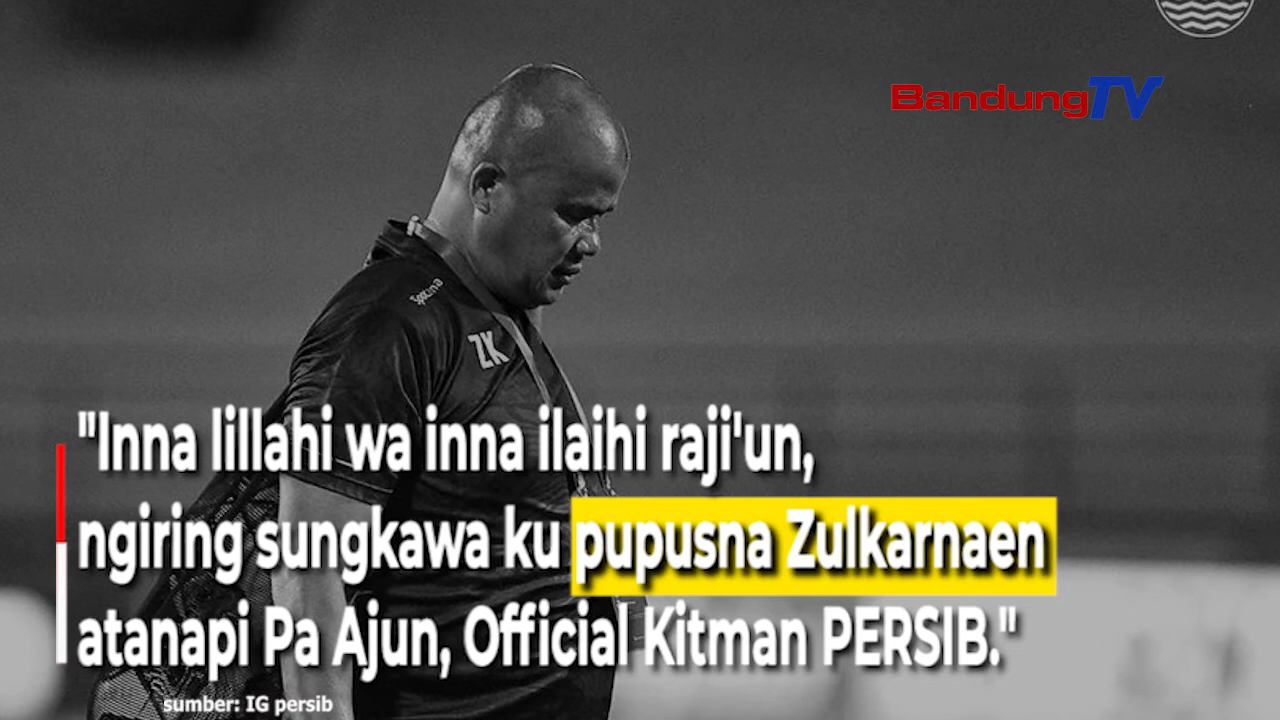 BandungTV
Spozina
ZK
"Inna lillahi wa inna ilaihi raji'un,
ngiring sungkawa ku pupusna Zulkarnaen
atanapi Pa Ajun, Official Kitman PERSIB."
sumber: IG persib